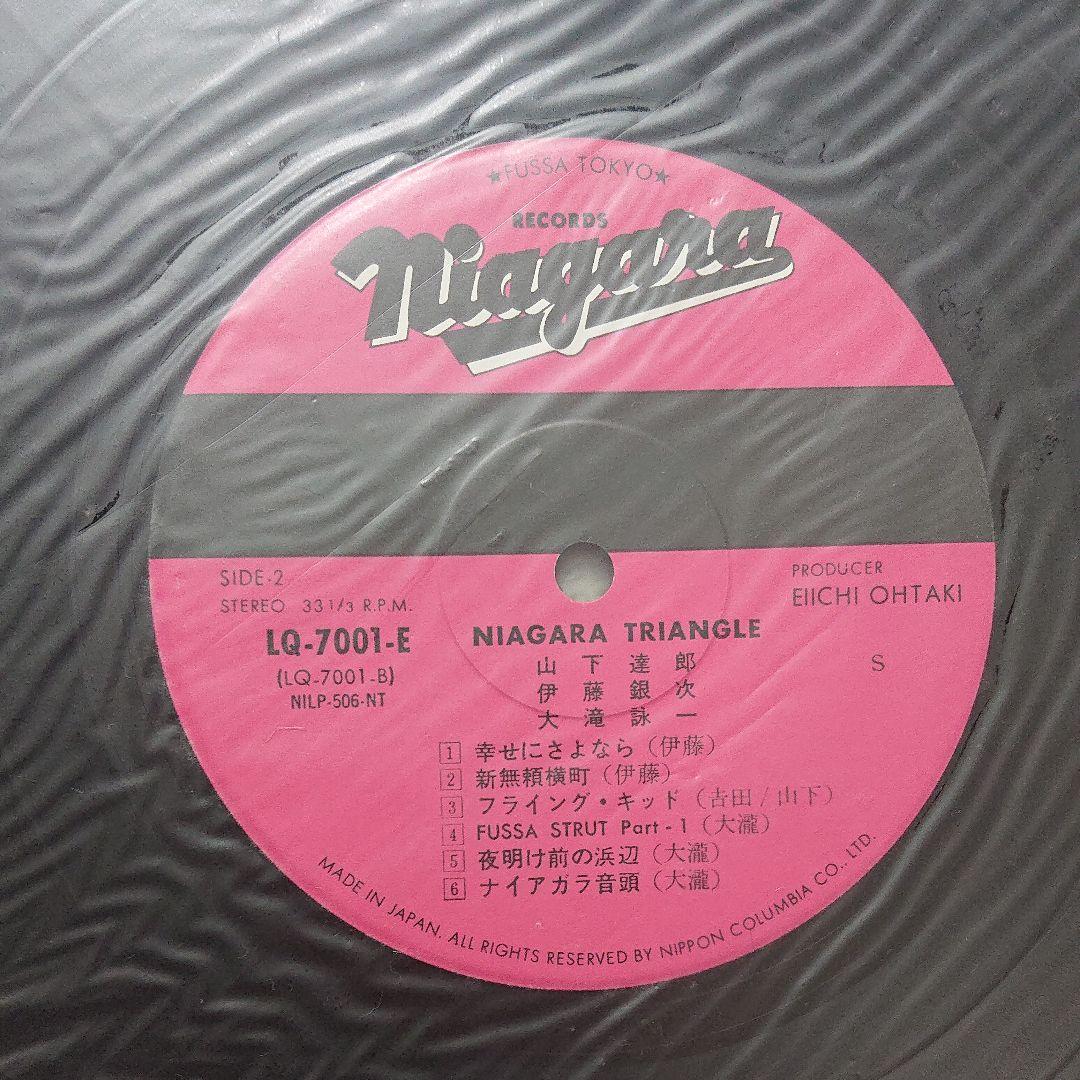 ★FUSSA TOKYO★
RECORDS
Niagara
SIDE·2
STEREO 33 1/3 R.P.M.
LQ-7001-E
(LQ-7001-B)
NILP-506-NT
PRODUCER
EIICHI OHTAKI
NIAGARA TRIANGLE
山下達郎
伊藤銀次
大滝詠一
S
1 幸せにさよなら(伊藤)
2 新無頼横町(伊藤)
3 フライング・キッド(吉田/山下)
4 FUSSA STRUT Part-1(大瀧)
5 夜明け前の浜辺(大瀧)
6 ナイアガラ音頭(大瀧)
MADE IN JAPAN. ALL RIGHTS RESERVED BY NIPPON COLUMBIA CO., LTD.